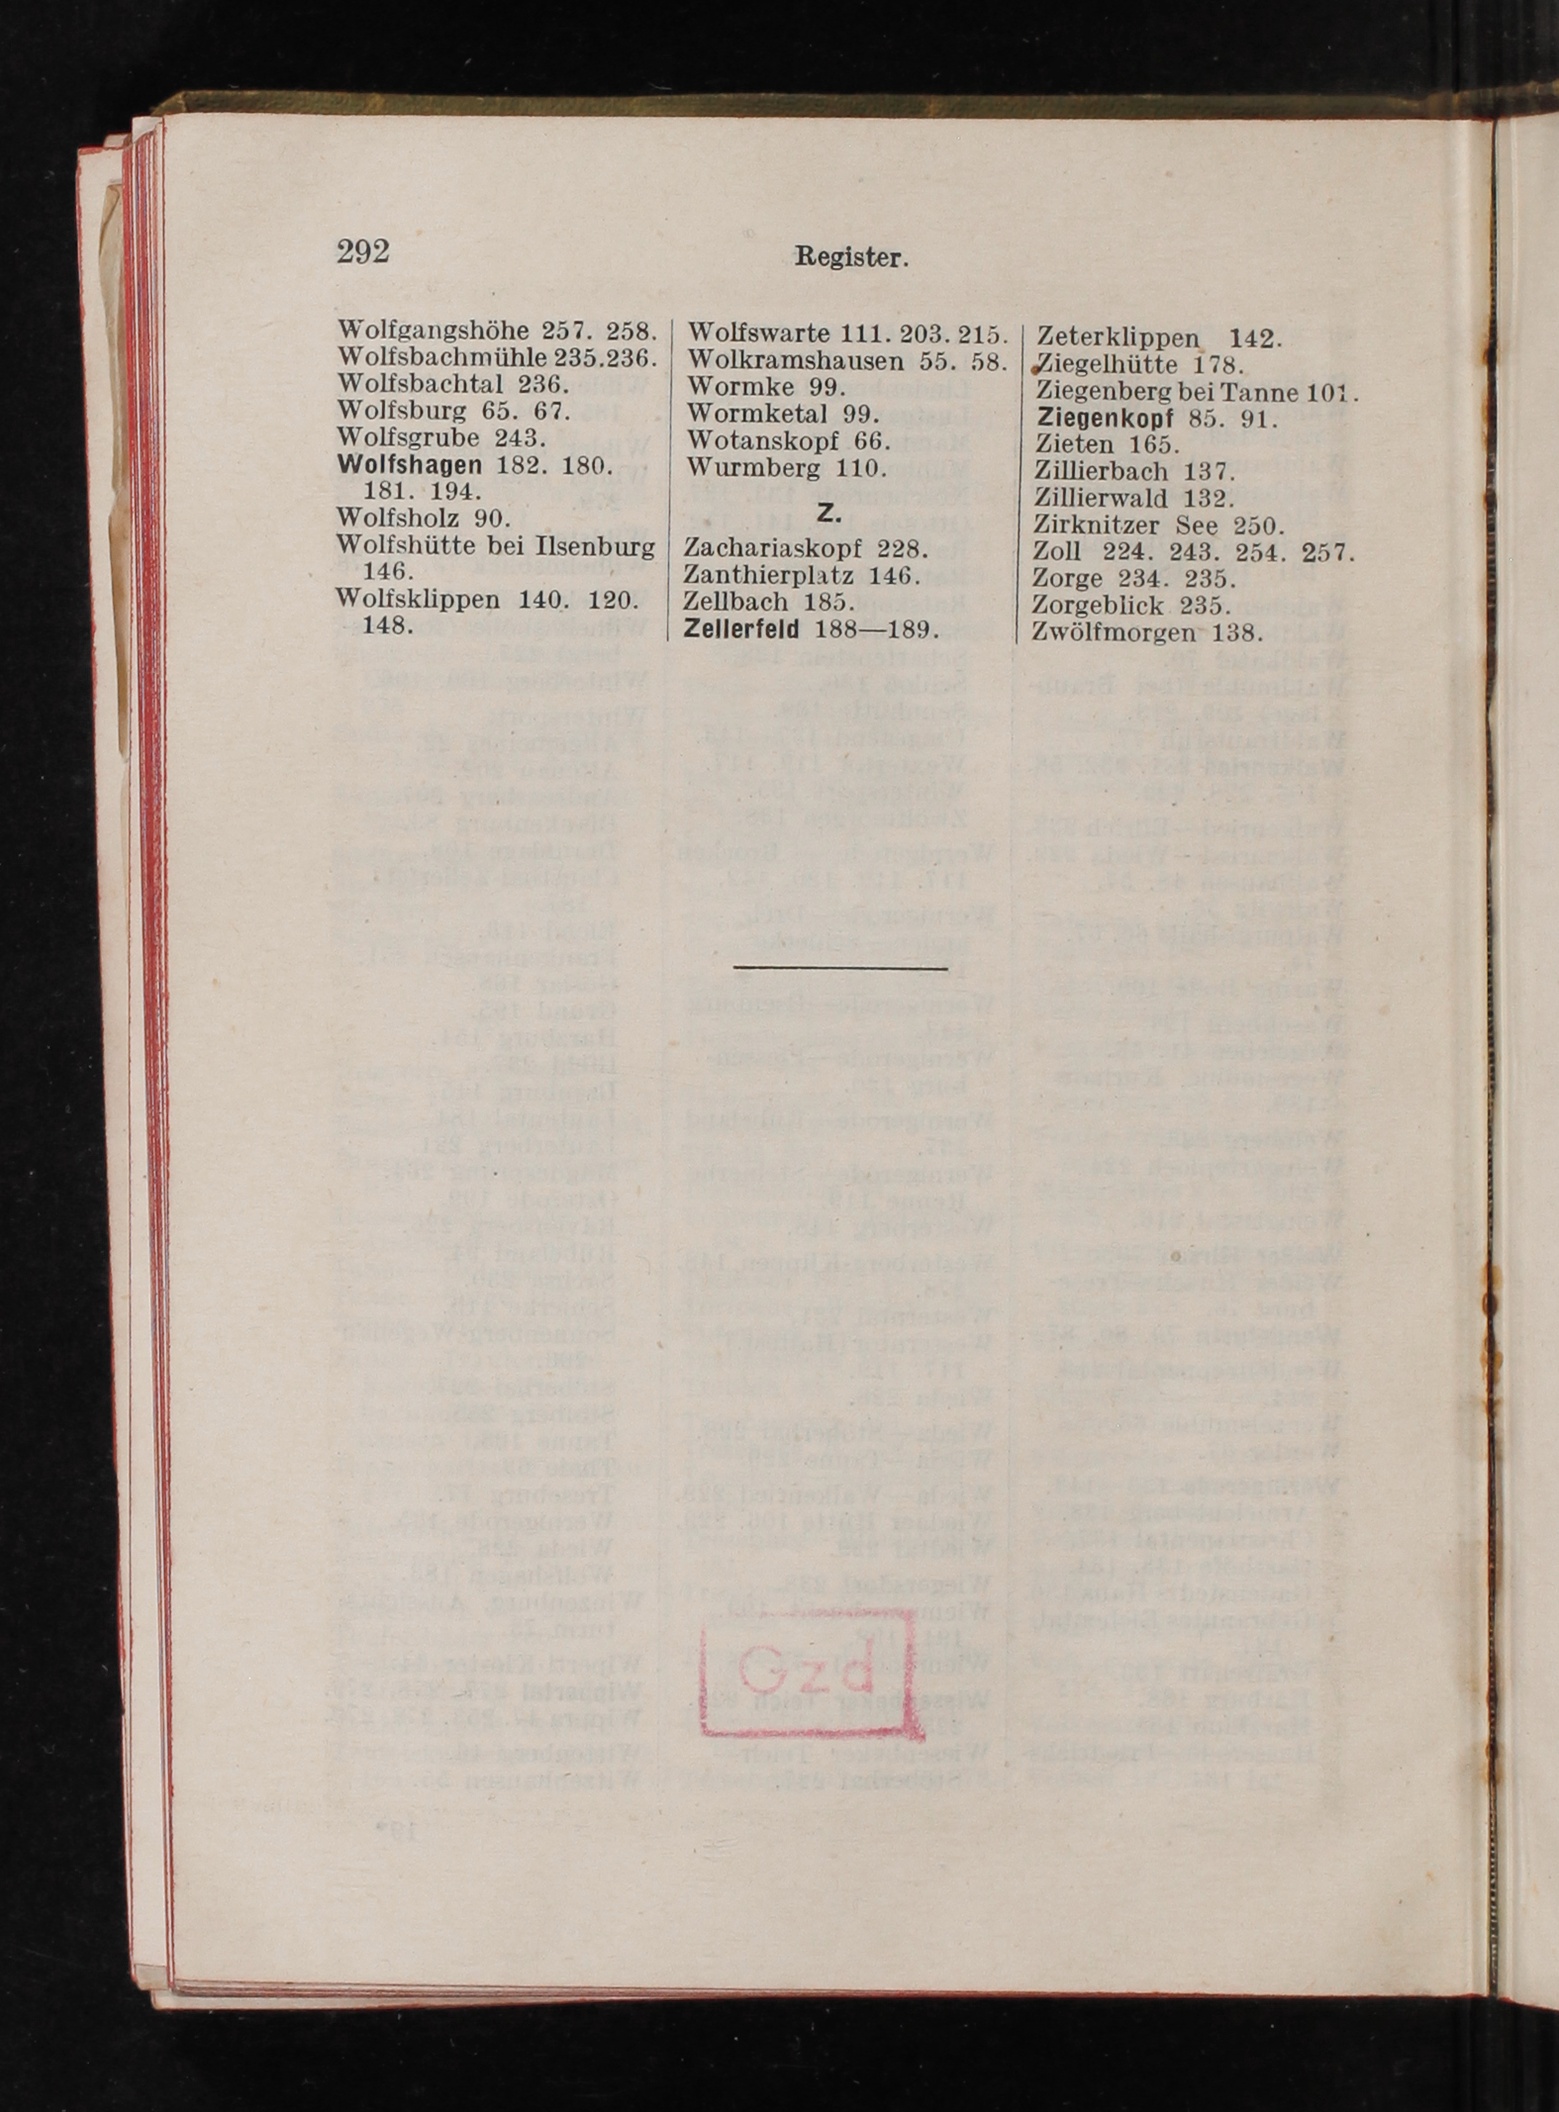 292
Register.
Wolfgangshöhe 257. 258.
Wolfsbachmühle 235.236.
Wolfsbachtal 236.
Wolfsburg 65. 67.
Wolfsgrube 243.
Wolfshagen 182. 180.
181. 194.
Wolfsholz 90.
Wolfshütte bei Ilsenburg
146.
Wolfsklippen 140. 120.
148.
Wolfswarte 111. 203. 215.
Wolkramshausen 55. 58.
Wormke 99.
Wormketal 99.
Wotanskopf 66.
Wurmberg 110.
Z.
Zachariaskopf 228.
Zanthierplatz 146.
Zellbach 185.
Zellerfeld 188—189.
Zeterklippen 142.
Ziegelhütte 178.
Ziegenberg bei Tanne 101.
Ziegenkopf 85. 91.
Zieten 165.
Zillierbach 137.
Zillierwald 132.
Zirknitzer See 250.
Zoll 224. 243. 254. 257.
Zorge 234. 235.
Zorgeblick 235.
Zwölfmorgen 138.
Gzd